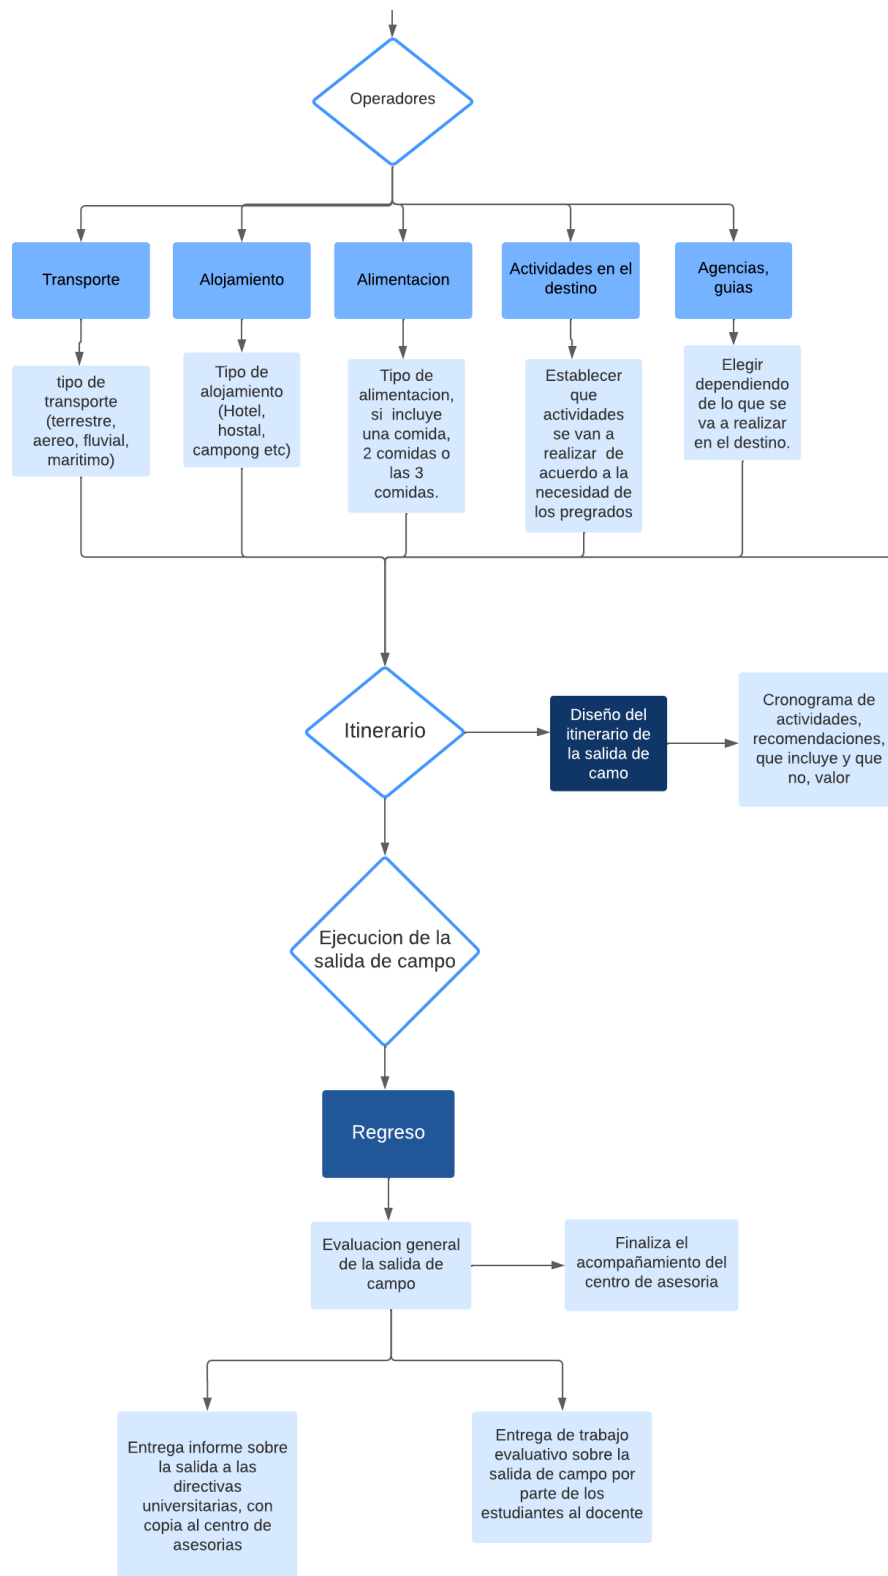 Operadores
Transporte
Alojamiento
Alimentacion
Actividades en el
destino
Agencias,
guias
tipo de
transporte
(terrestre,
aereo, fluvial,
maritimo)
Tipo de
alojamiento
(Hotel,
hostal,
campong etc)
Tipo de
alimentacion,
si incluye
una comida,
2 comidas o
las 3
comidas.
Establecer
que
actividades
se van a
realizar de
acuerdo a la
necesidad de
los pregrados
Elegir
dependiendo
de lo que se
va a realizar
en el destino.
Itinerario
Diseño del
itinerario de
la salida de
camo
Cronograma de
actividades,
recomendaciones,
que incluye y que
no, valor
Ejecucion de la
salida de campo
Regreso
Evaluacion general
de la salida de
campo
Finaliza el
acompañamiento del
centro de asesoria
Entrega informe sobre
la salida a las
directivas
universitarias, con
copia al centro de
asesorias
Entrega de trabajo
evaluativo sobre la
salida de campo por
parte de los
estudiantes al docente